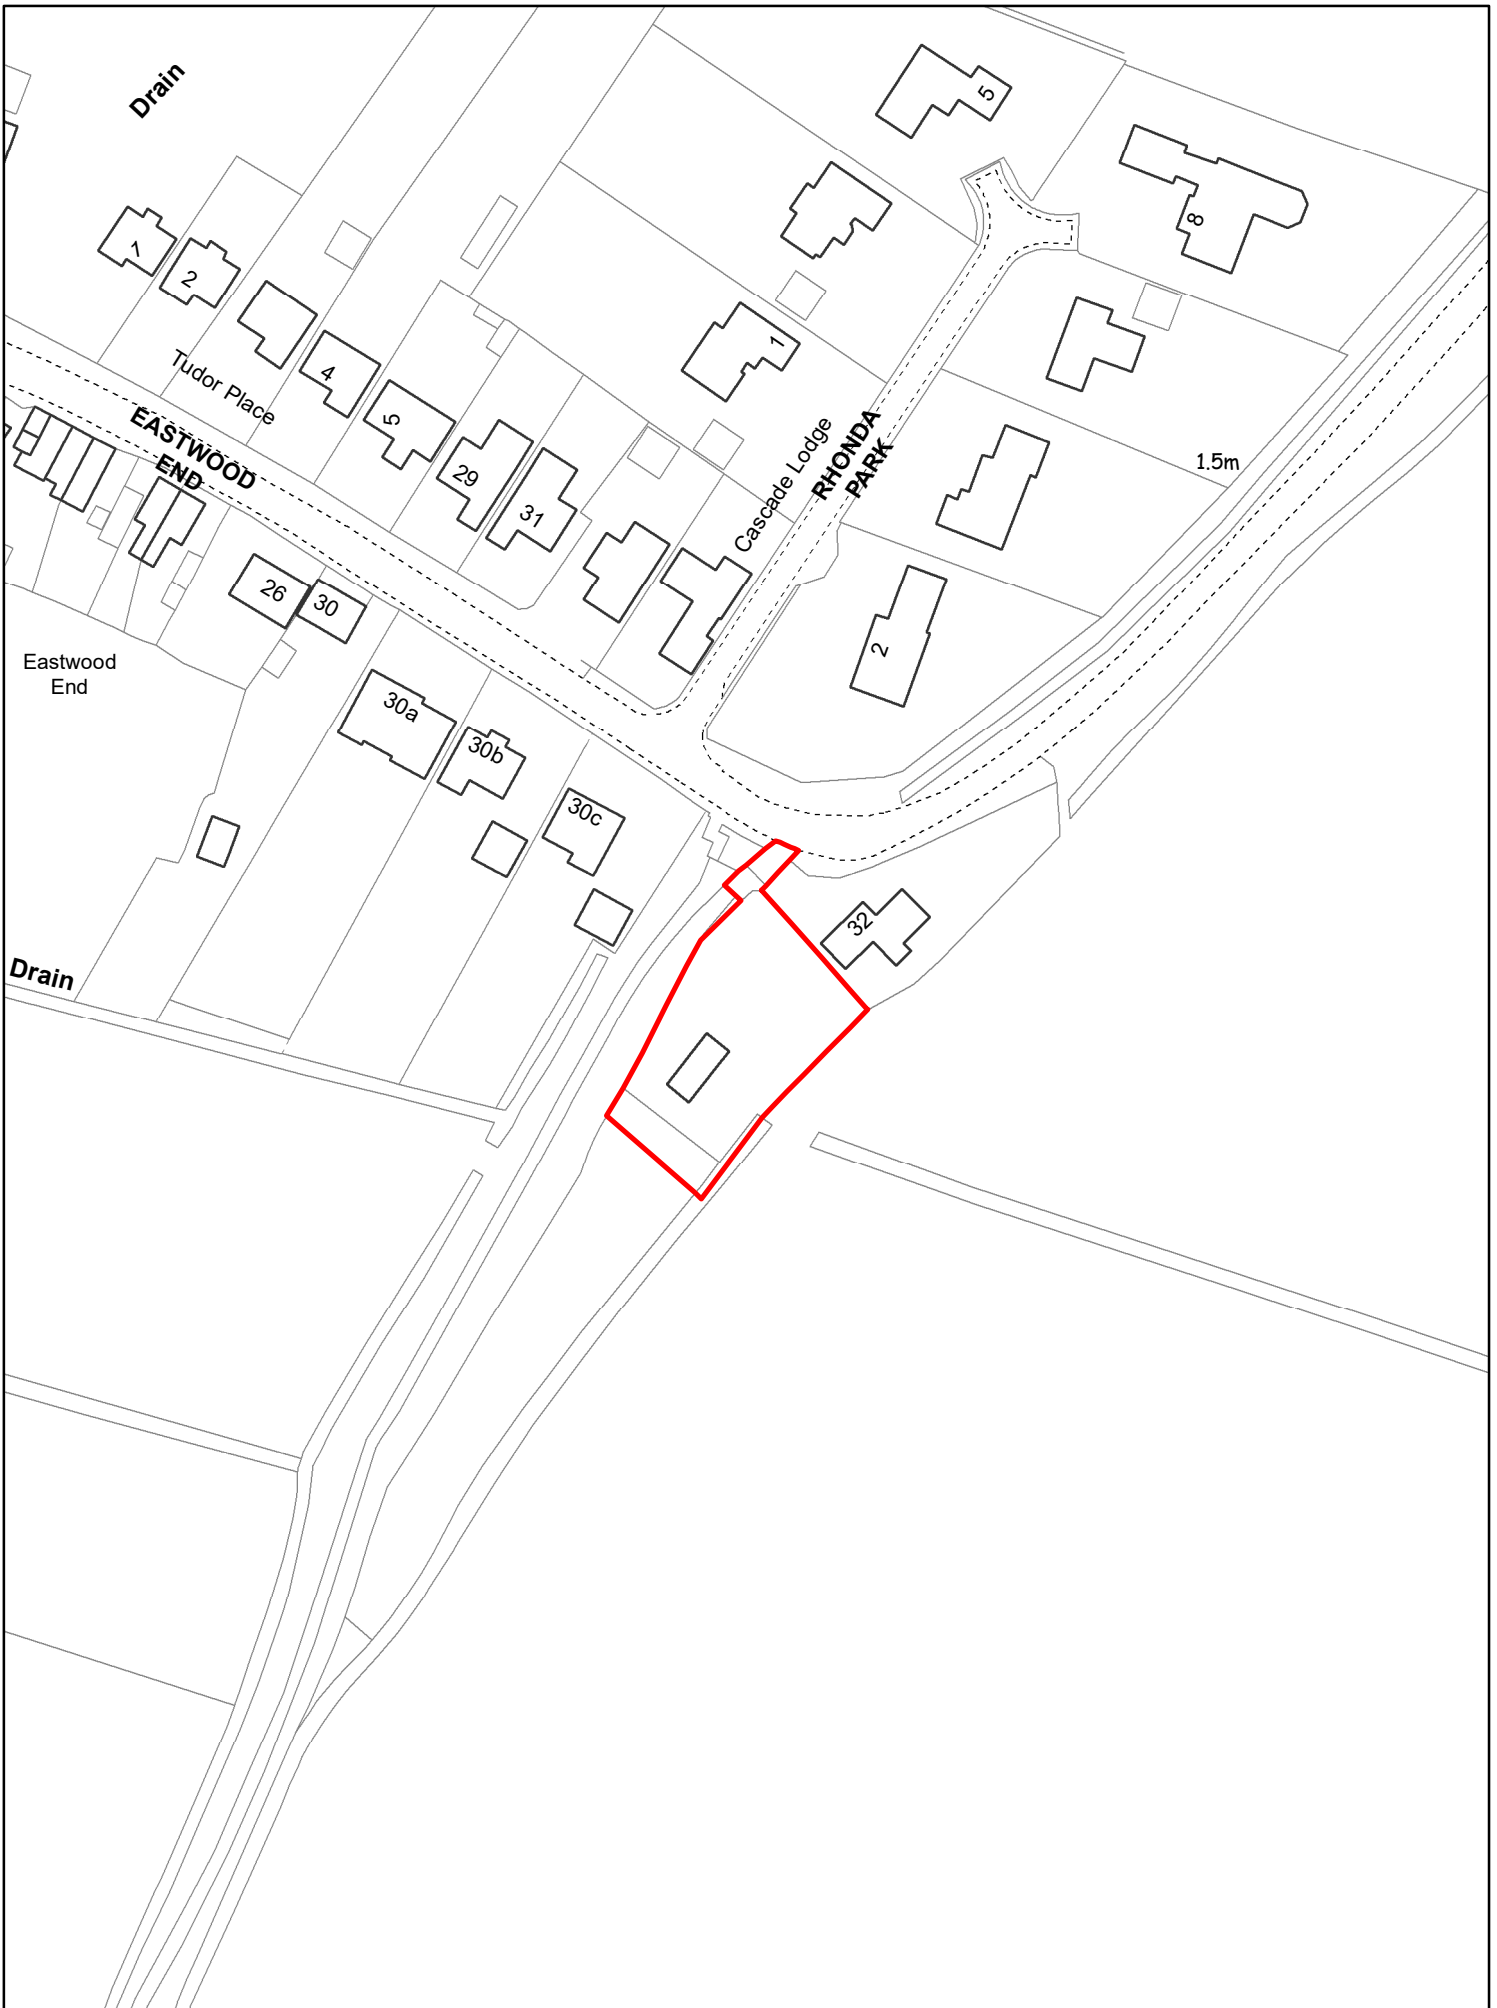 Drain
5
8
1
2
Tudor Place
4
5
1
EASTWOOD
END
29
31
Cascade Lodge
RHONDA
PARK
1.5m
26
30
2
Eastwood
End
30a
30b
30c
32
Drain